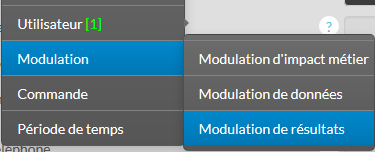 Utilisateur [1]
?
Modulation
Modulation d'impact métier
Commande
Modulation de données
Période de temps
Modulation de résultats